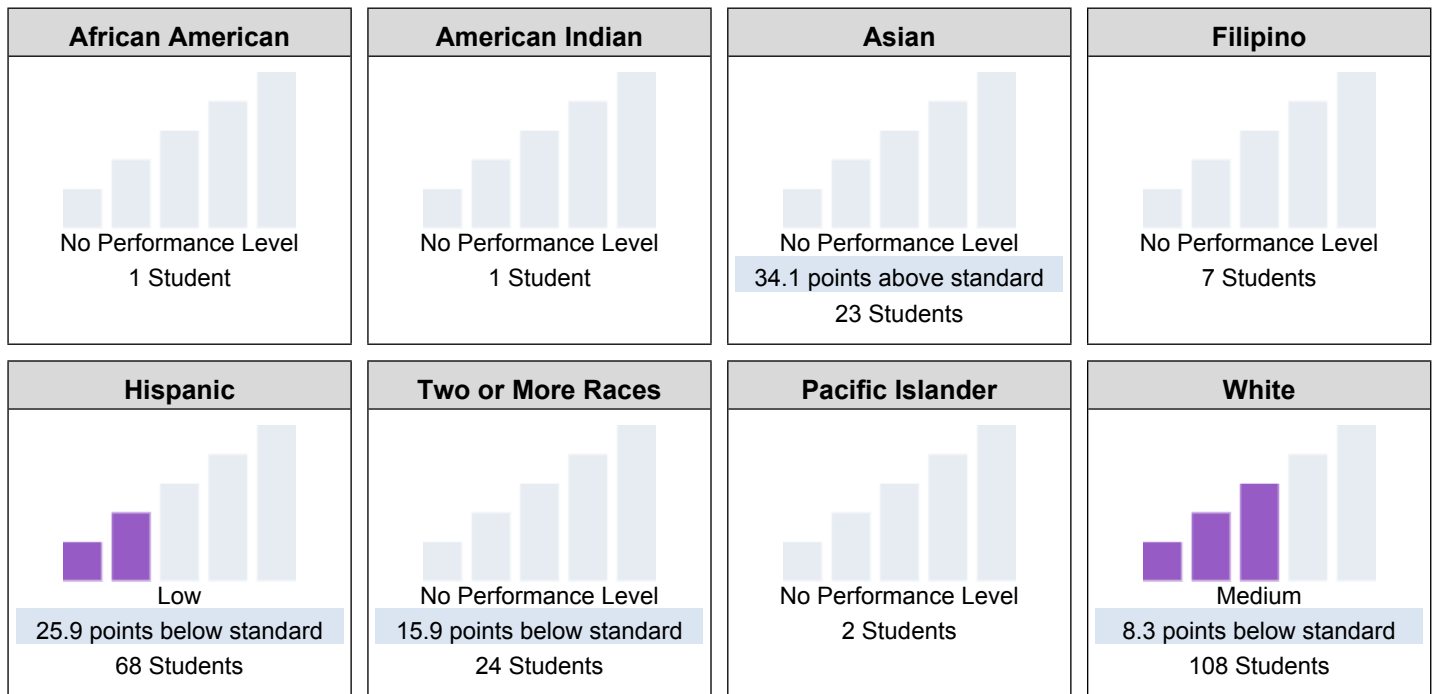 African American
No Performance Level
1 Student
American Indian
No Performance Level
1 Student
Asian
No Performance Level
34.1 points above standard
23 Students
Filipino
No Performance Level
7 Students
Hispanic
Low
25.9 points below standard
68 Students
Two or More Races
No Performance Level
15.9 points below standard
24 Students
Pacific Islander
No Performance Level
2 Students
White
Medium
8.3 points below standard
108 Students